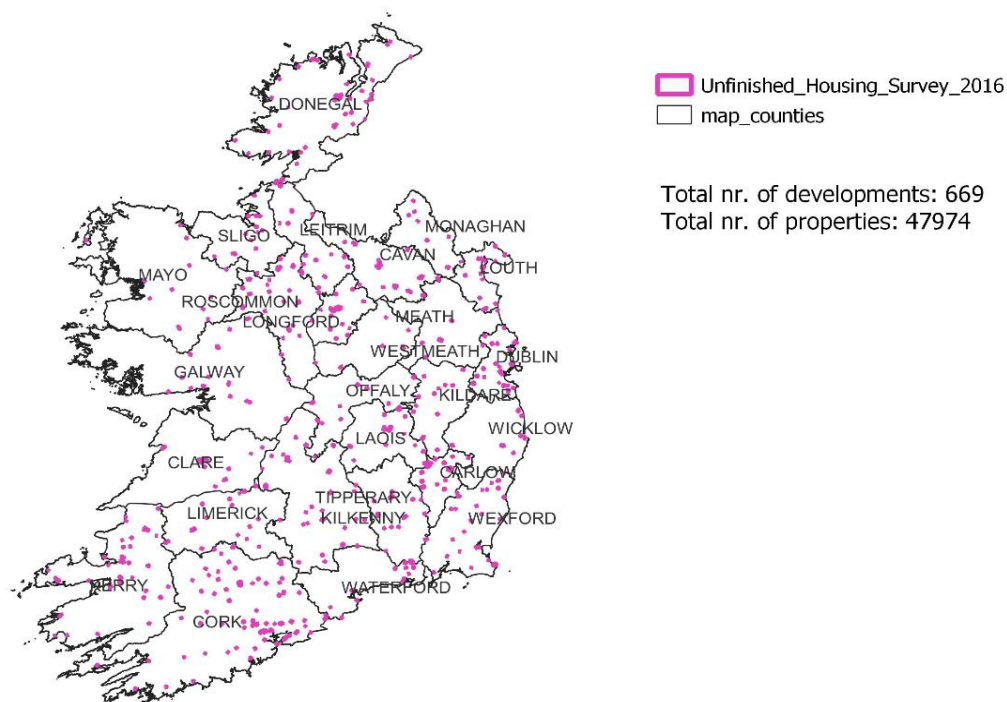 DONEGAL
Unfinished_Housing_Survey_2016
map_counties
Total nr. of developments: 669
Total nr. of properties: 47974
MONAGHAN
LEITRIM
SLIGO
CAVAN
LOUTH
MAYO
ROSCOMMON
LONGFORD
MEATH
WESTMEATH
DUBLIN
GALWAY
OFFALY
KILDARE
WICKLOW
LAOIS
CLARE
CARLOW
TIPPERARY
LIMERICK
KILKENNY
WEXFORD
KERRY
WATERFORD
CORK